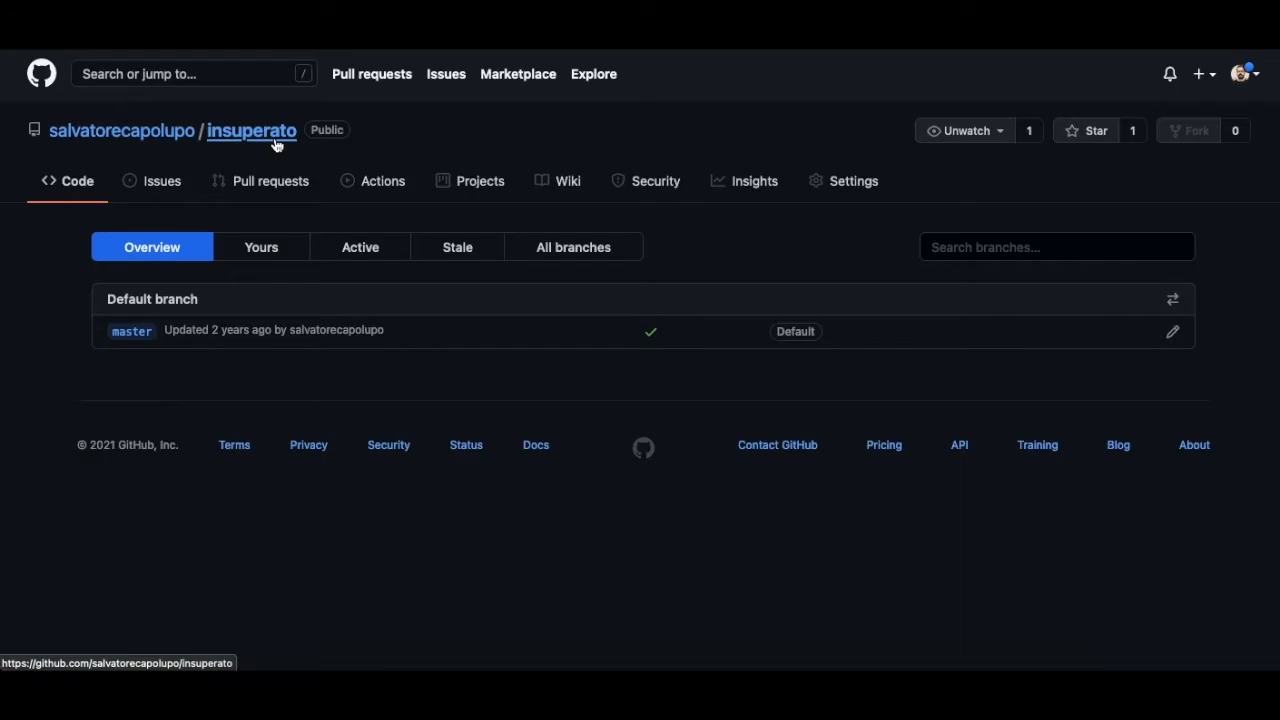 Search or jump to... / Pull requests Issues Marketplace Explore
salvatorecapolupo / insuperato Public Unwatch 1 Star 1 Fork 0
<> Code Issues Pull requests Actions Projects Wiki Security Insights Settings
Overview Yours Active Stale All branches Search branches...
Default branch
master Updated 2 years ago by salvatorecapolupo Default
© 2021 GitHub, Inc. Terms Privacy Security Status Docs Contact GitHub Pricing API Training Blog About
https://github.com/salvatorecapolupo/insuperato